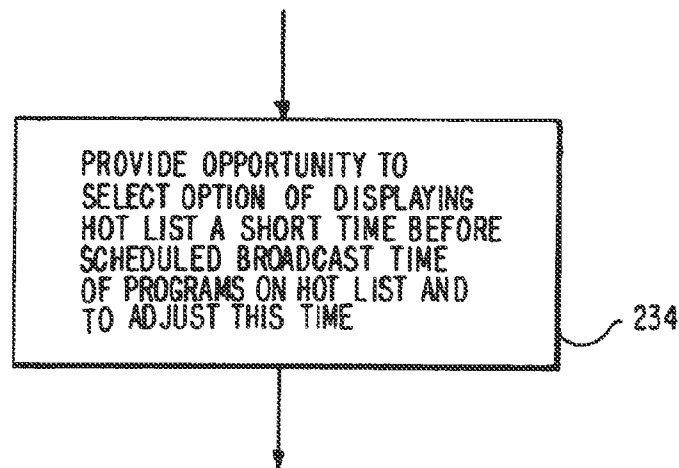 PROVIDE OPPORTUNITY TO
SELECT OPTION OF DISPLAYING
HOT LIST A SHORT TIME BEFORE
SCHEDULED BROADCAST TIME
OF PROGRAMS ON HOT LIST AND
TO ADJUST THIS TIME
234